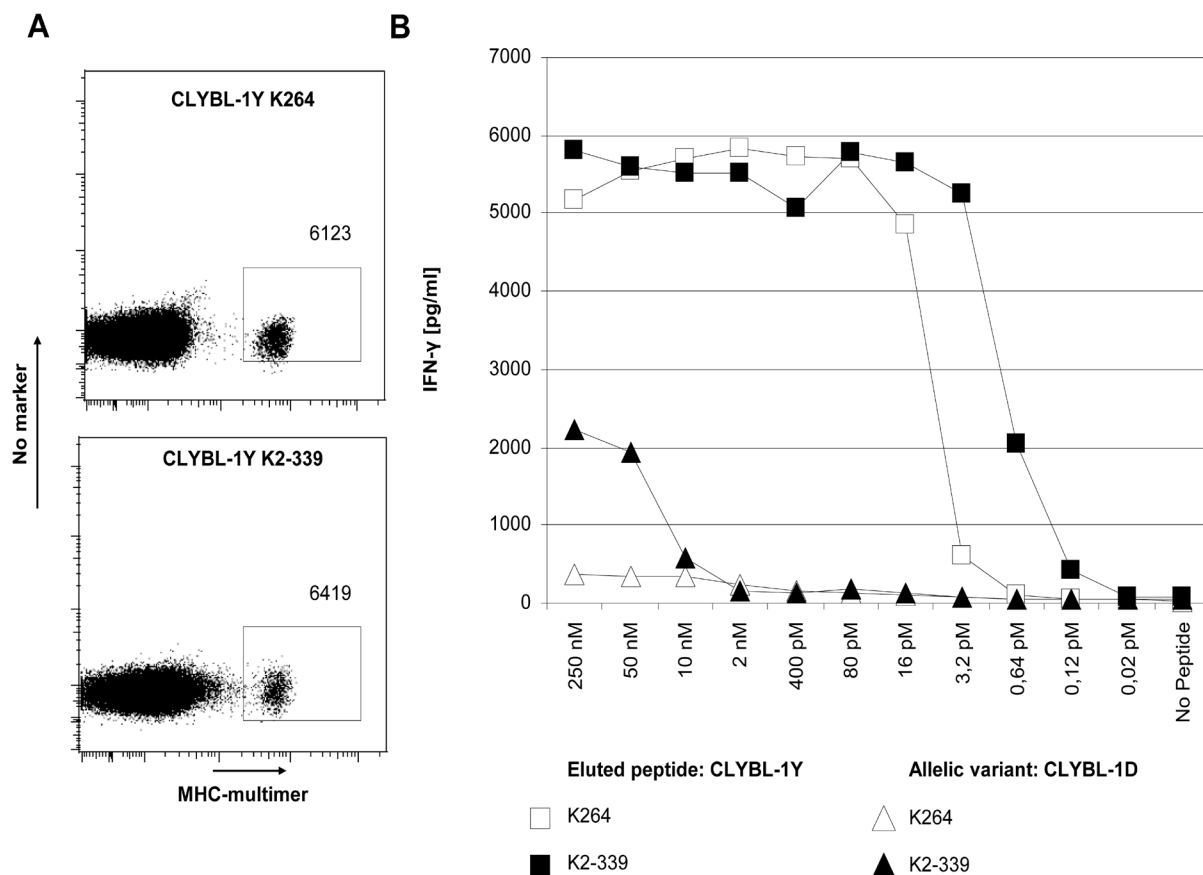 A
CLYBL-1Y K264
6123
CLYBL-1Y K2-339
6419
No marker
MHC-multimer
B
IFN-γ [pg/ml]
7000
6000
5000
4000
3000
2000
1000
0
250 nM
50 nM
10 nM
2 nM
400 pM
80 pM
16 pM
3,2 pM
0,64 pM
0,12 pM
0,02 pM
No Peptide
Eluted peptide: CLYBL-1Y
Allelic variant: CLYBL-1D
K264
K264
K2-339
K2-339